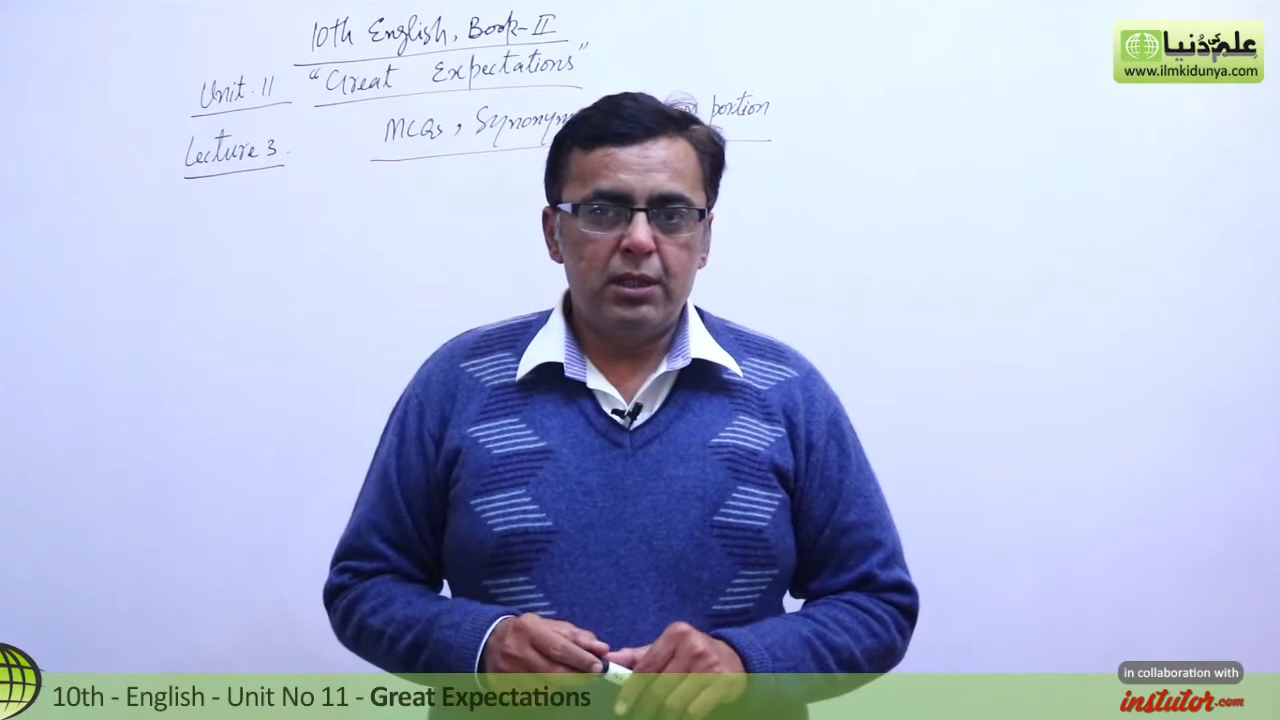 10th English, Book-II
Unit. 11 "Great Expectations"
Lecture 3. MCQs, Synonym portion
علم کی دُنیا
www.ilmkidunya.com
10th - English - Unit No 11 - Great Expectations
in collaboration with
instutor.com